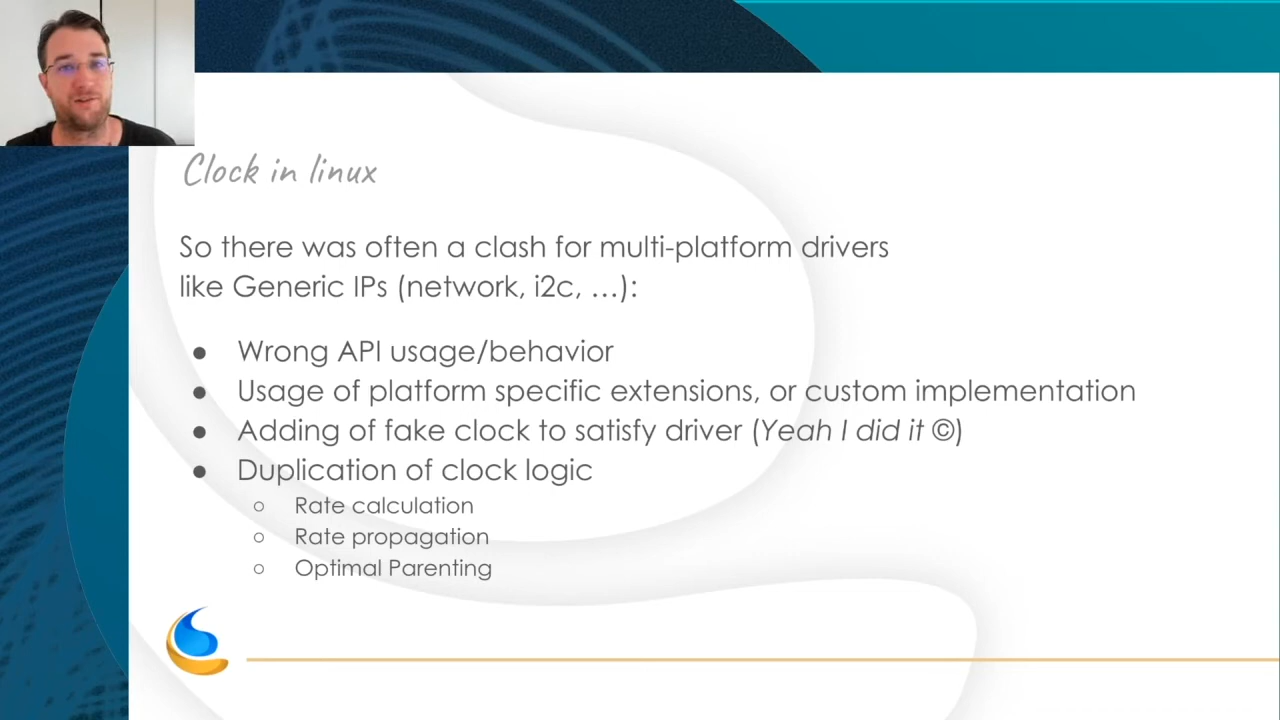 Clock in linux
So there was often a clash for multi-platform drivers
like Generic IPs (network, i2c, …):
● Wrong API usage/behavior
● Usage of platform specific extensions, or custom implementation
● Adding of fake clock to satisfy driver (Yeah I did it ©)
● Duplication of clock logic
○ Rate calculation
○ Rate propagation
○ Optimal Parenting